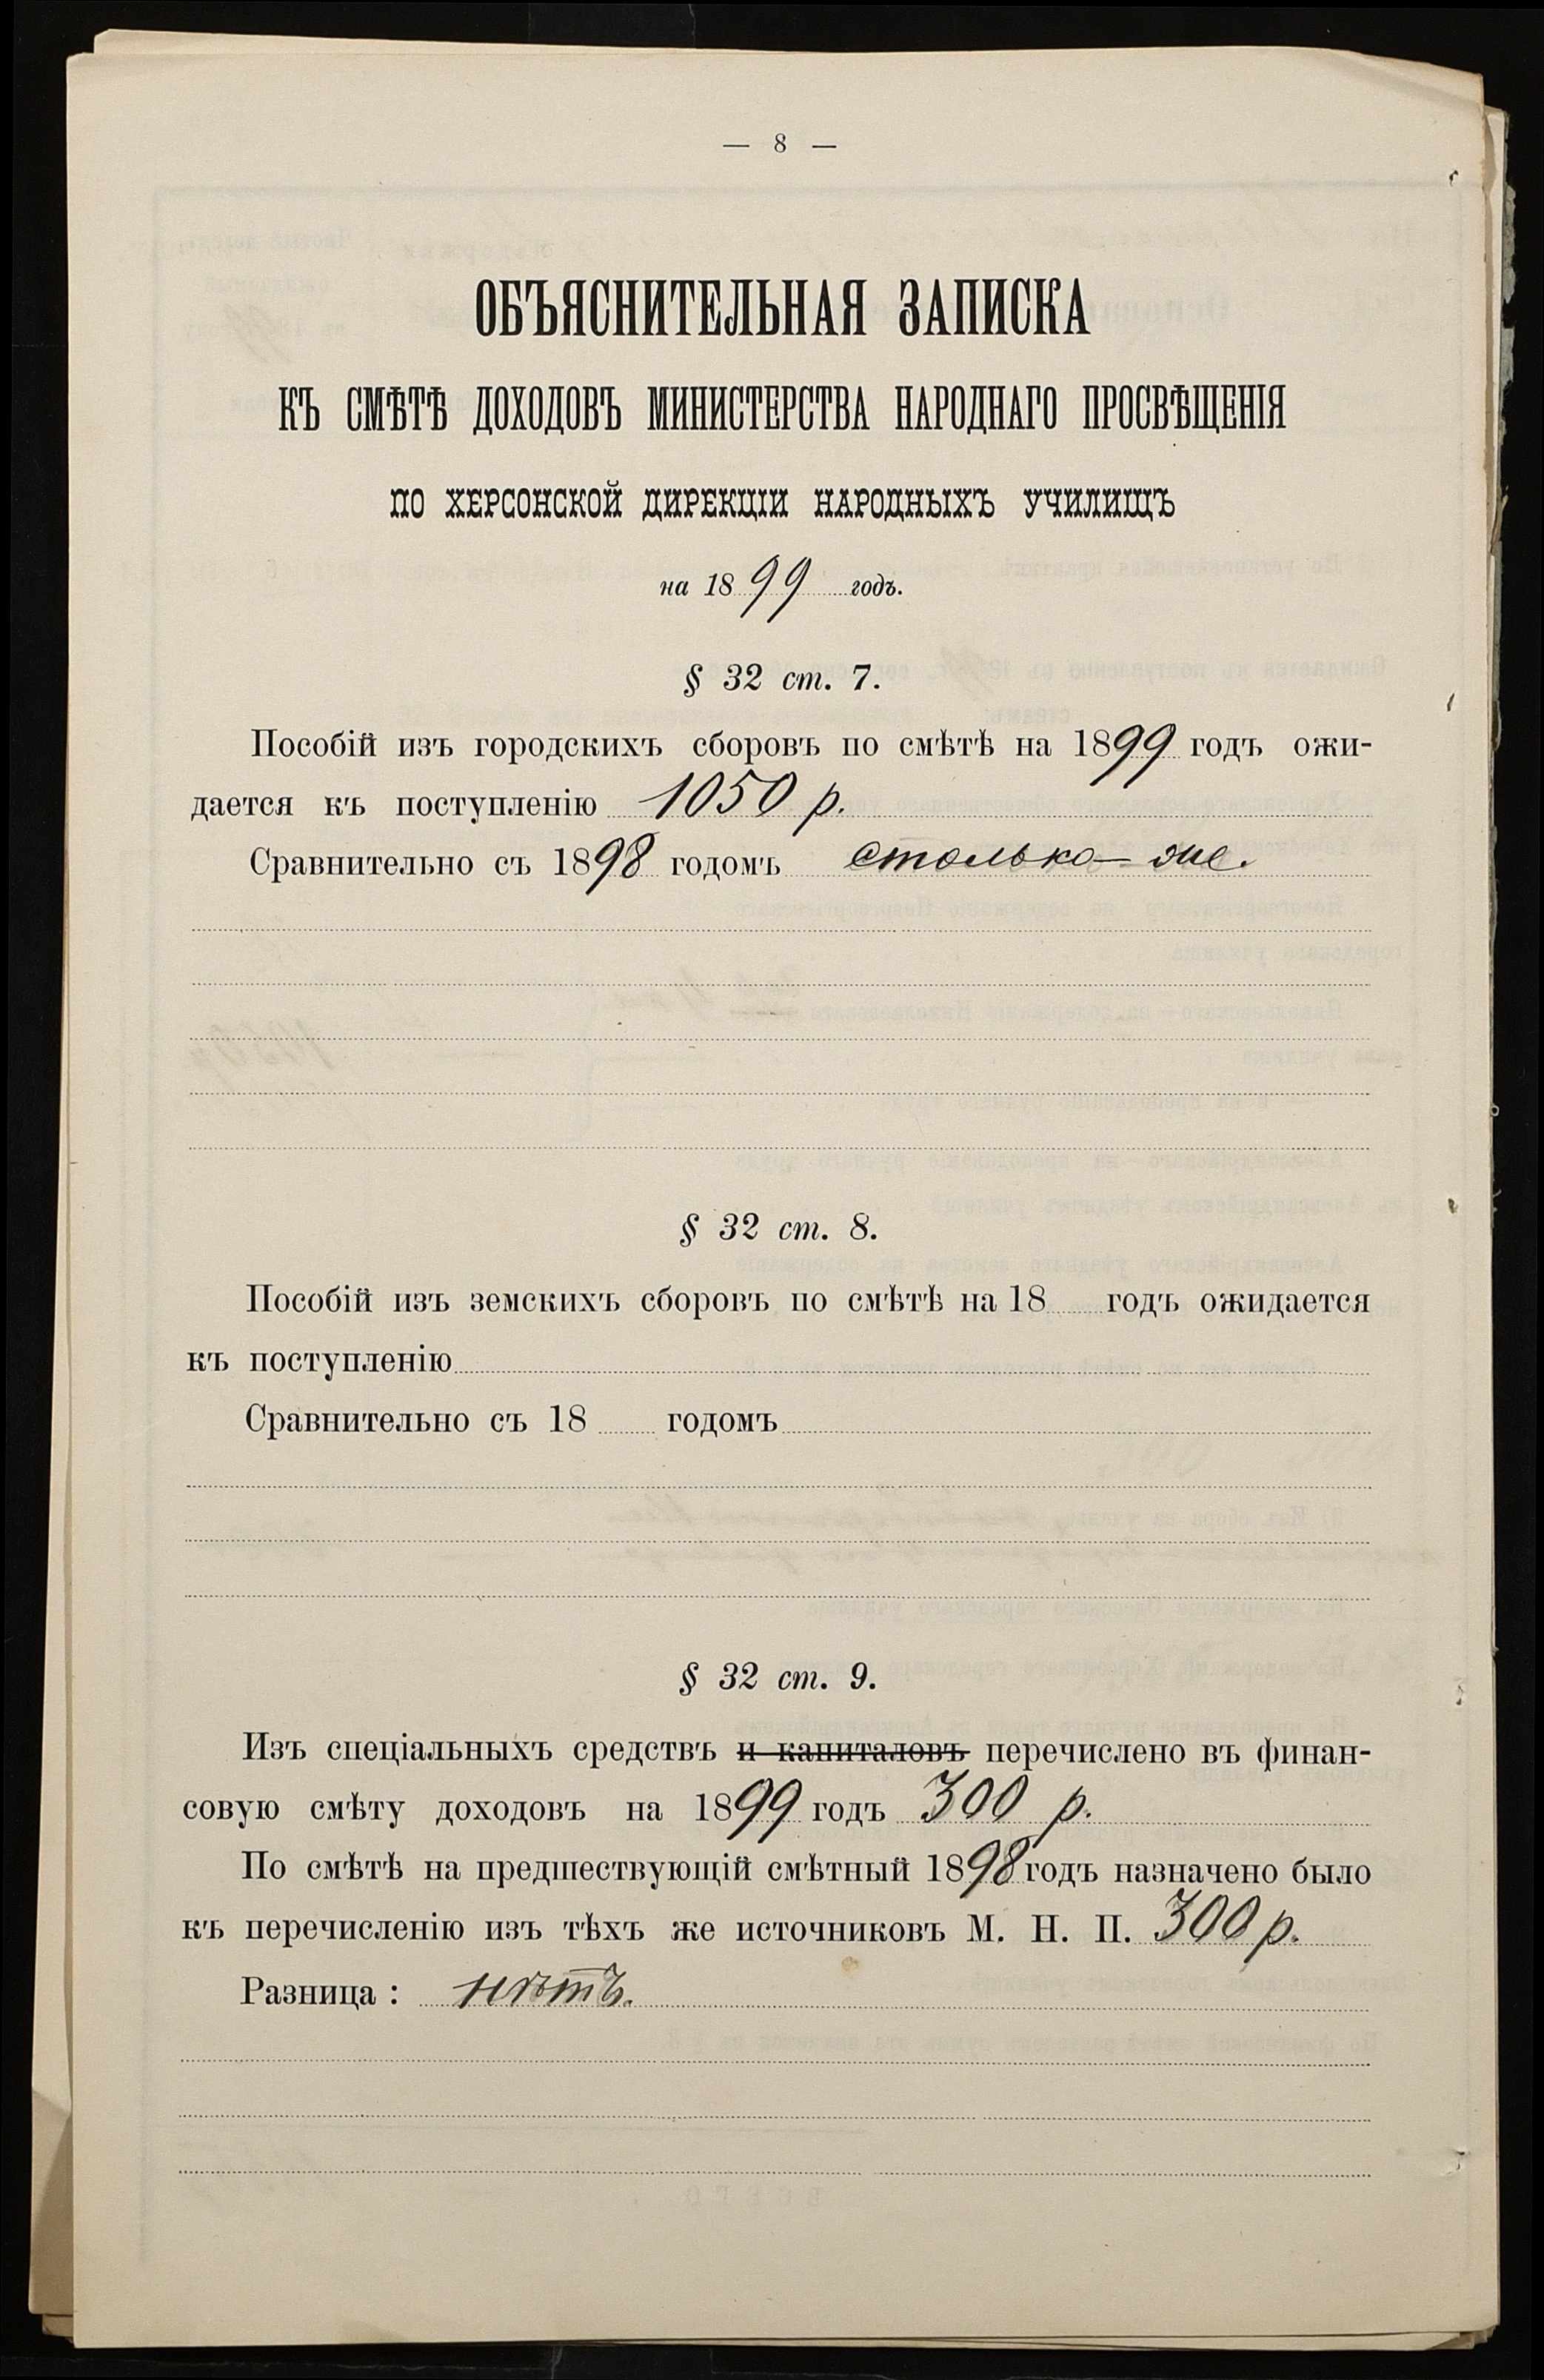 — 8 —
ОБЪЯСНИТЕЛЬНАЯ ЗАПИСКА
КЪ СМѢТѢ ДОХОДОВЪ МИНИСТЕРСТВА НАРОДНАГО ПРОСВѢЩЕНІЯ
ПО ХЕРСОНСКОЙ ДИРЕКЦІИ НАРОДНЫХЪ УЧИЛИЩЪ
на 1899 годъ.
§ 32 ст. 7.
Пособій изъ городскихъ сборовъ по смѣтѣ на 1899 годъ ожи-
дается къ поступленію 1050 р.
Сравнительно съ 1898 годомъ столько-же.
§ 32 ст. 8.
Пособій изъ земскихъ сборовъ по смѣтѣ на 18 годъ ожидается
къ поступленію
Сравнительно съ 18 годомъ
§ 32 ст. 9.
Изъ спеціальныхъ средствъ и капиталовъ перечислено въ финан-
совую смѣту доходовъ на 1899 годъ 300 р.
По смѣтѣ на предшествующій смѣтный 1898 годъ назначено было
къ перечисленію изъ тѣхъ же источниковъ М. Н. П. 300 р.
Разница : нѣтъ.